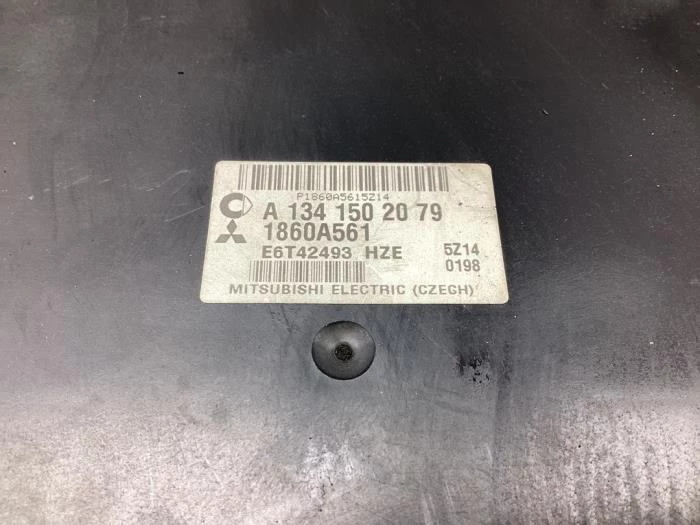 P1860A5615Z14
A 134 150 20 79
1860A561
E6T42493 HZE 5Z14
0198
MITSUBISHI ELECTRIC (CZECH)